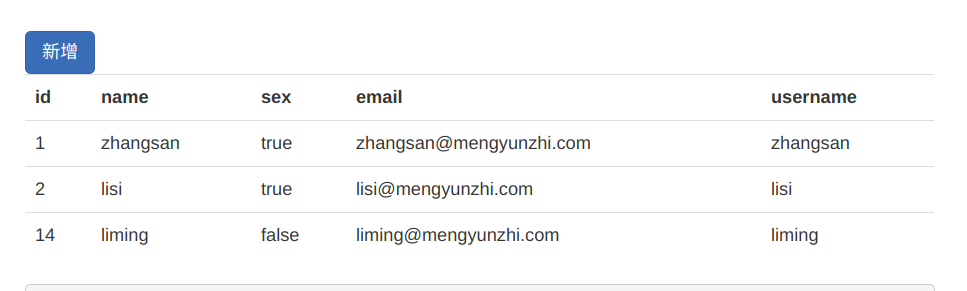 新增
id name sex email username
1 zhangsan true zhangsan@mengyunzhi.com zhangsan
2 lisi true lisi@mengyunzhi.com lisi
14 liming false liming@mengyunzhi.com liming